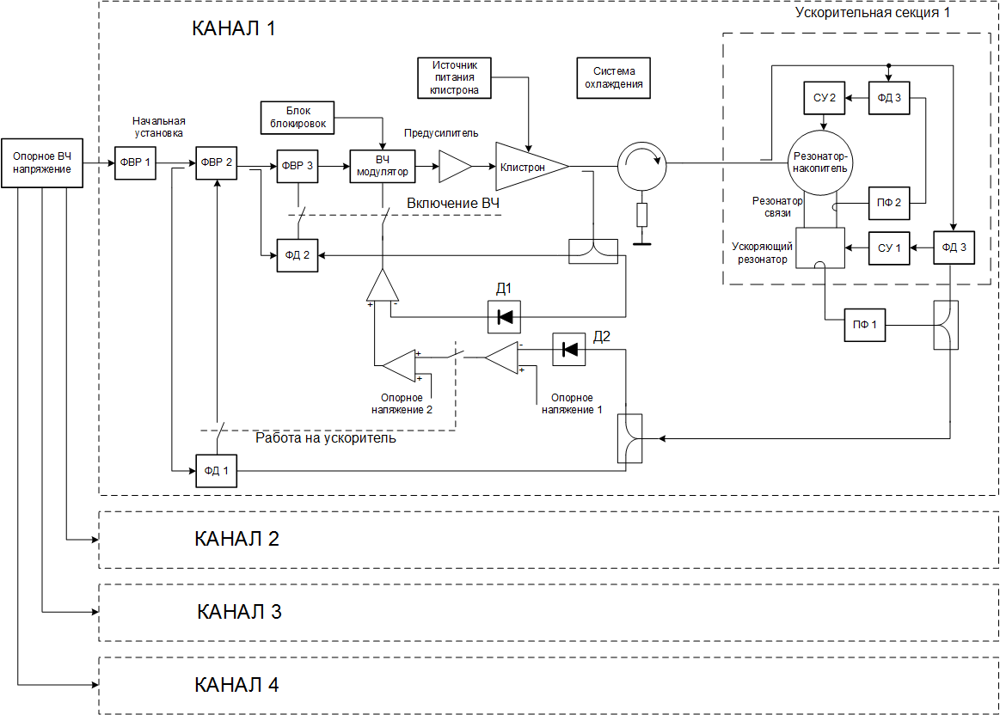 КАНАЛ 1
Ускорительная секция 1
Источник
питания
клистрона
Система
охлаждения
Блок
блокировок
СУ 2
ФД 3
Начальная
установка
Предусилитель
Опорное ВЧ
напряжение
ФВР 1
ФВР 2
ФВР 3
ВЧ
модулятор
Клистрон
Резонатор-
накопитель
Включение ВЧ
Резонатор
связи
ПФ 2
ФД 2
Ускоряющий
резонатор
СУ 1
ФД 3
Д1
+
-
ПФ 1
Д2
+
+
-
+
Опорное
напяжение 2
Опорное
напяжение 1
Работа на ускоритель
ФД 1
КАНАЛ 2
КАНАЛ 3
КАНАЛ 4